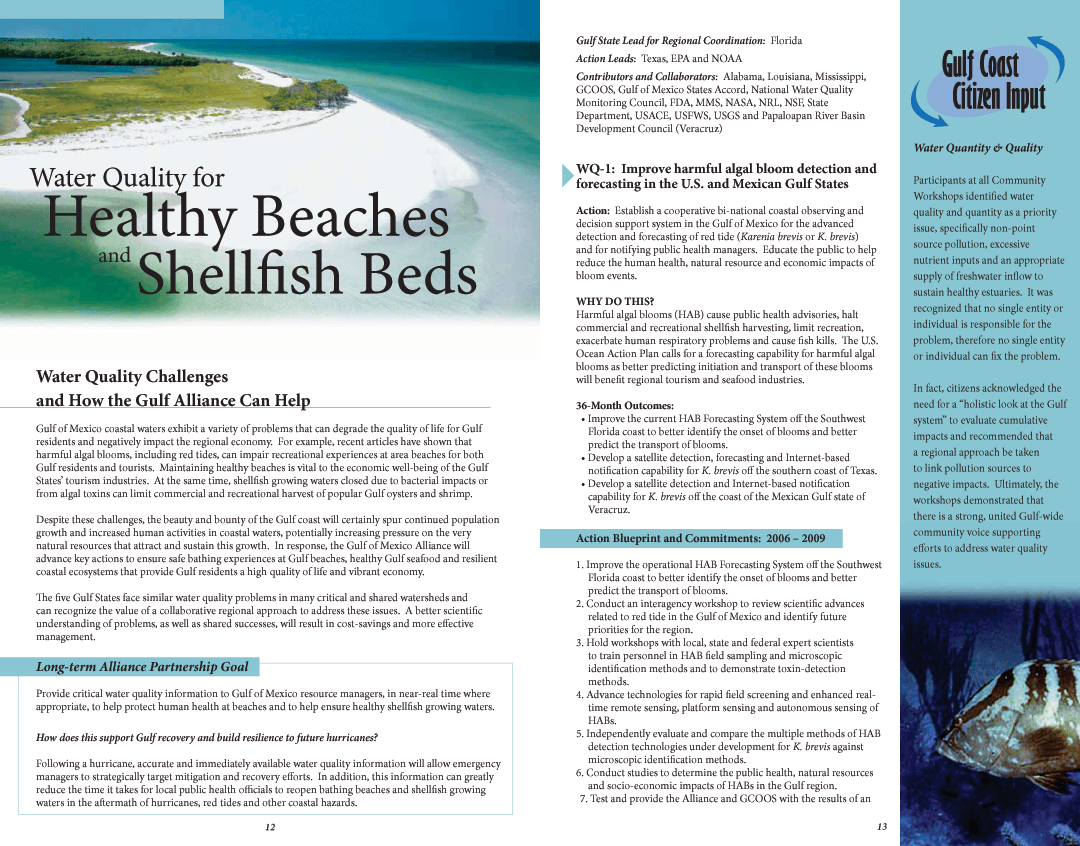 Water Quality for
Healthy Beaches
and
Shellfish Beds
Water Quality Challenges
and How the Gulf Alliance Can Help
Gulf of Mexico coastal waters exhibit a variety of problems that can degrade the quality of life for Gulf
residents and negatively impact the regional economy.  For example, recent articles have shown that
harmful algal blooms, including red tides, can impair recreational experiences at area beaches for both
Gulf residents and tourists.  Maintaining healthy beaches is vital to the economic well-being of the Gulf
States’ tourism industries.  At the same time, shellfish growing waters closed due to bacterial impacts or
from algal toxins can limit commercial and recreational harvest of popular Gulf oysters and shrimp.
Despite these challenges, the beauty and bounty of the Gulf coast will certainly spur continued population
growth and increased human activities in coastal waters, potentially increasing pressure on the very
natural resources that attract and sustain this growth.  In response, the Gulf of Mexico Alliance will
advance key actions to ensure safe bathing experiences at Gulf beaches, healthy Gulf seafood and resilient
coastal ecosystems that provide Gulf residents a high quality of life and vibrant economy.
The five Gulf States face similar water quality problems in many critical and shared watersheds and
can recognize the value of a collaborative regional approach to address these issues.  A better scientific
understanding of problems, as well as shared successes, will result in cost-savings and more effective
management.
Long-term Alliance Partnership Goal
Provide critical water quality information to Gulf of Mexico resource managers, in near-real time where
appropriate, to help protect human health at beaches and to help ensure healthy shellfish growing waters.
How does this support Gulf recovery and build resilience to future hurricanes?
Following a hurricane, accurate and immediately available water quality information will allow emergency
managers to strategically target mitigation and recovery efforts.  In addition, this information can greatly
reduce the time it takes for local public health officials to reopen bathing beaches and shellfish growing
waters in the aftermath of hurricanes, red tides and other coastal hazards.
12
Gulf State Lead for Regional Coordination:  Florida
Action Leads:  Texas, EPA and NOAA
Contributors and Collaborators:  Alabama, Louisiana, Mississippi,
GCOOS, Gulf of Mexico States Accord, National Water Quality
Monitoring Council, FDA, MMS, NASA, NRL, NSF, State
Department, USACE, USFWS, USGS and Papaloapan River Basin
Development Council (Veracruz)
WQ-1:  Improve harmful algal bloom detection and
forecasting in the U.S. and Mexican Gulf States
Action:  Establish a cooperative bi-national coastal observing and
decision support system in the Gulf of Mexico for the advanced
detection and forecasting of red tide (Karenia brevis or K. brevis)
and for notifying public health managers.  Educate the public to help
reduce the human health, natural resource and economic impacts of
bloom events.
WHY DO THIS?
Harmful algal blooms (HAB) cause public health advisories, halt
commercial and recreational shellfish harvesting, limit recreation,
exacerbate human respiratory problems and cause fish kills.  The U.S.
Ocean Action Plan calls for a forecasting capability for harmful algal
blooms as better predicting initiation and transport of these blooms
will benefit regional tourism and seafood industries.
36-Month Outcomes:
• Improve the current HAB Forecasting System off the Southwest
Florida coast to better identify the onset of blooms and better
predict the transport of blooms.
• Develop a satellite detection, forecasting and Internet-based
notification capability for K. brevis off the southern coast of Texas.
• Develop a satellite detection and Internet-based notification
capability for K. brevis off the coast of the Mexican Gulf state of
Veracruz.
Action Blueprint and Commitments:  2006 – 2009
1. Improve the operational HAB Forecasting System off the Southwest
Florida coast to better identify the onset of blooms and better
predict the transport of blooms.
2. Conduct an interagency workshop to review scientific advances
related to red tide in the Gulf of Mexico and identify future
priorities for the region.
3. Hold workshops with local, state and federal expert scientists
to train personnel in HAB field sampling and microscopic
identification methods and to demonstrate toxin-detection
methods.
4. Advance technologies for rapid field screening and enhanced real-
time remote sensing, platform sensing and autonomous sensing of
HABs.
5. Independently evaluate and compare the multiple methods of HAB
detection technologies under development for K. brevis against
microscopic identification methods.
6. Conduct studies to determine the public health, natural resources
and socio-economic impacts of HABs in the Gulf region.
7. Test and provide the Alliance and GCOOS with the results of an
13
Gulf Coast
Citizen Input
Water Quantity & Quality
Participants at all Community
Workshops identified water
quality and quantity as a priority
issue, specifically non-point
source pollution, excessive
nutrient inputs and an appropriate
supply of freshwater inflow to
sustain healthy estuaries.  It was
recognized that no single entity or
individual is responsible for the
problem, therefore no single entity
or individual can fix the problem.
In fact, citizens acknowledged the
need for a “holistic look at the Gulf
system” to evaluate cumulative
impacts and recommended that
a regional approach be taken
to link pollution sources to
negative impacts.  Ultimately, the
workshops demonstrated that
there is a strong, united Gulf-wide
community voice supporting
efforts to address water quality
issues.